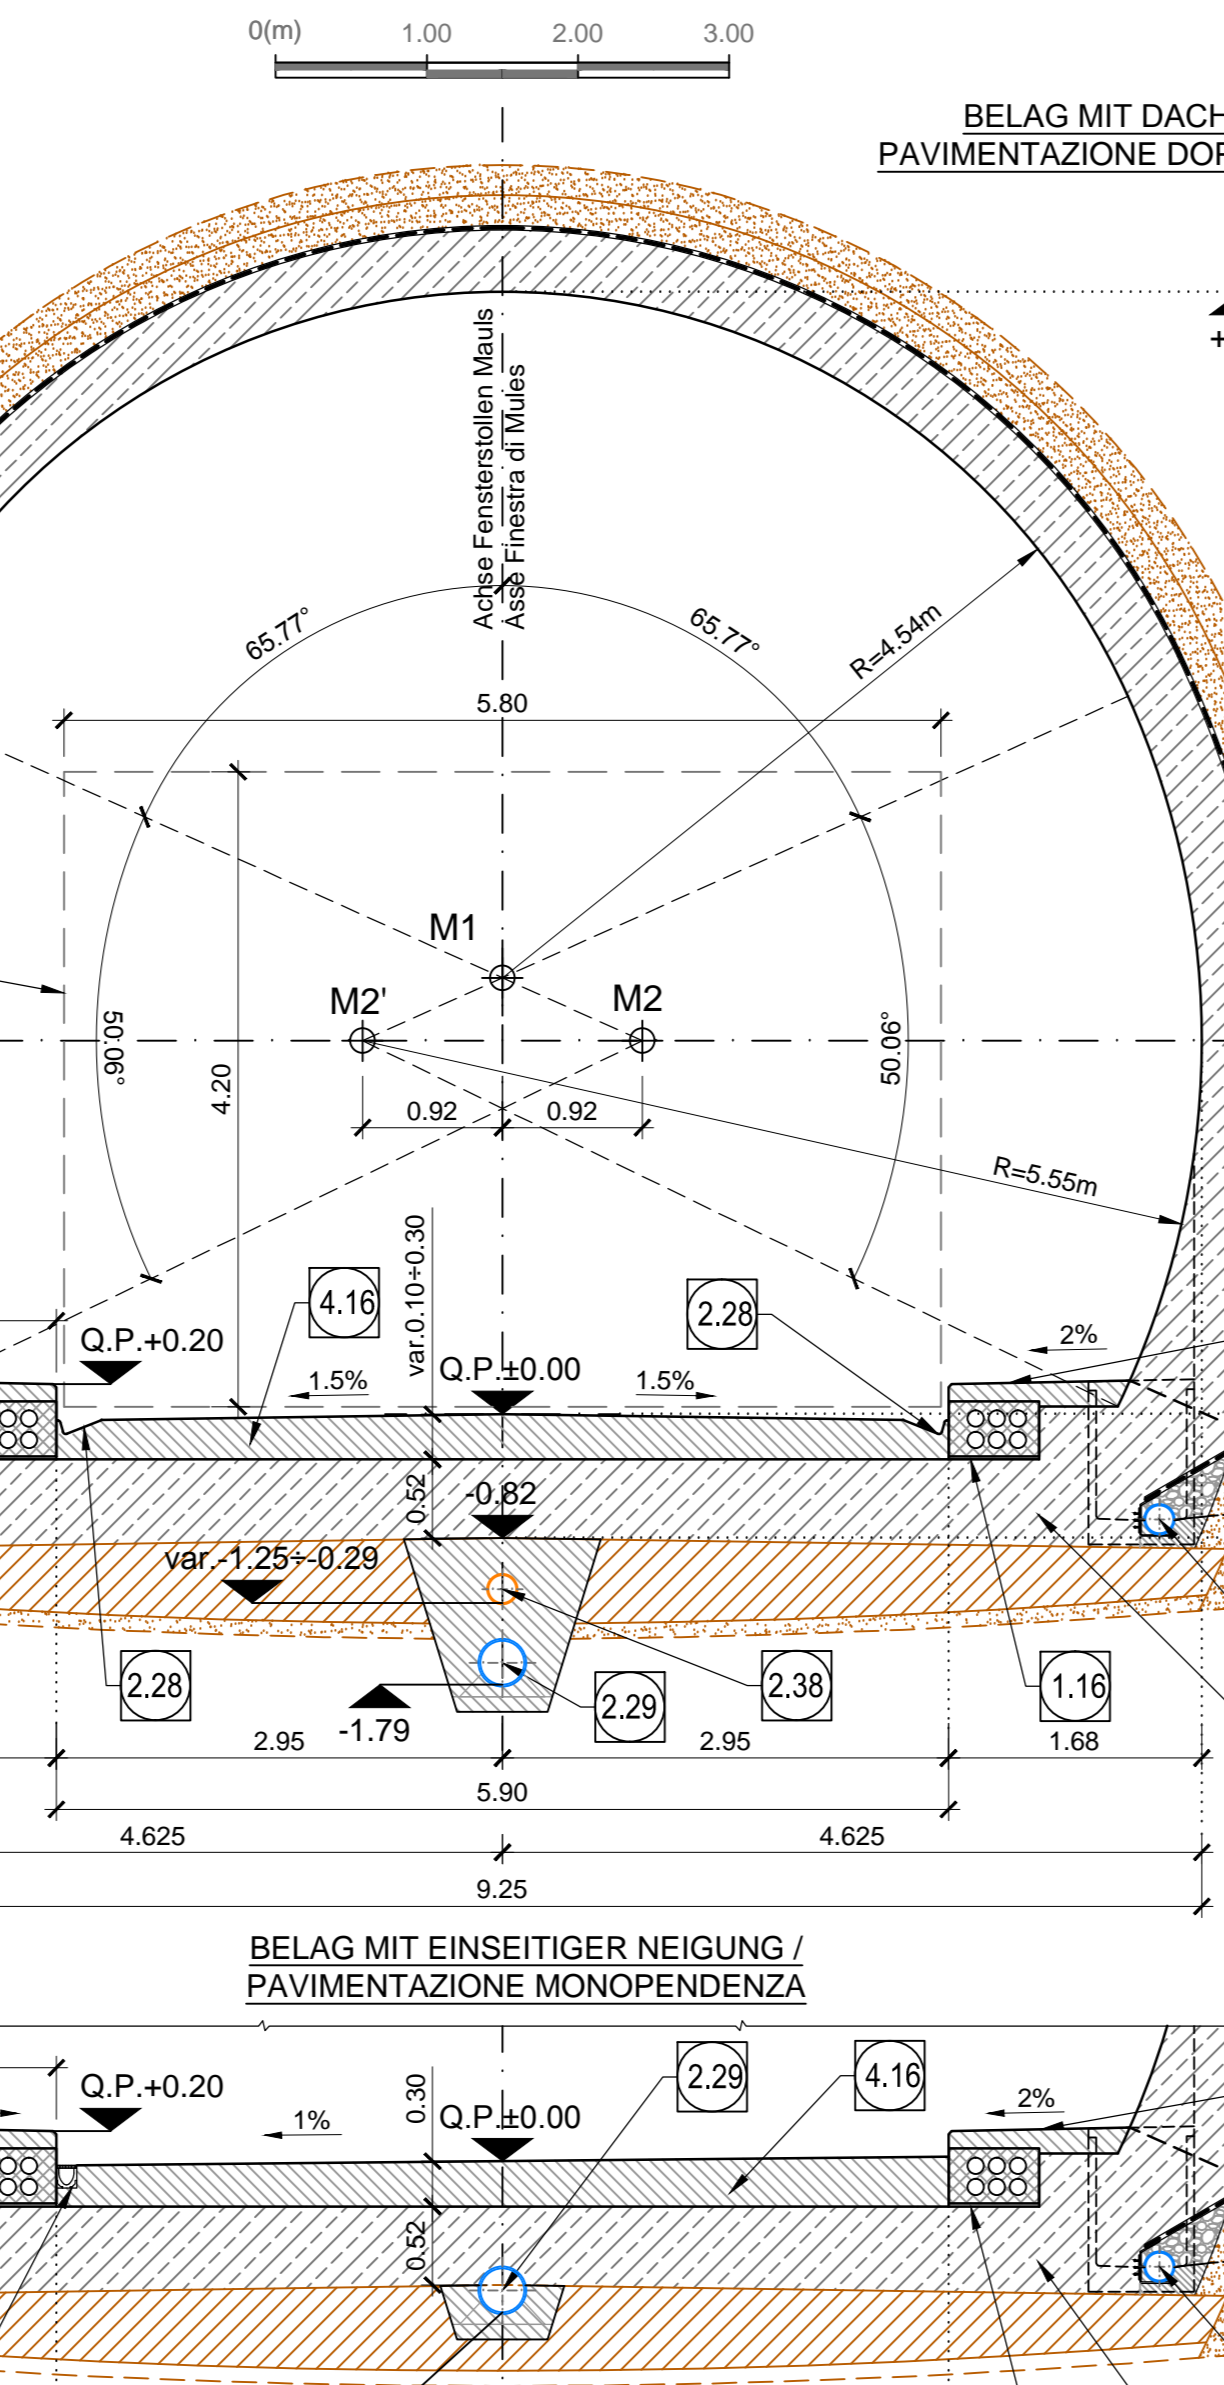 0(m) 1.00 2.00 3.00
BELAG MIT DACH
PAVIMENTAZIONE DOP
+
Achse Fensterstollen Mauls
Asse Finestra di Mules
65.77°
65.77°
R=4.54m
5.80
M1
M2'
M2
50.06°
50.06°
4.20
0.92
0.92
R=5.55m
var.0.10÷0.30
4.16
2.28
Q.P.+0.20
Q.P.±0.00
2%
1.5%
1.5%
0.52
-0.82
var.-1.25÷-0.29
2.28
2.29
2.38
1.16
-1.79
2.95
2.95
1.68
5.90
4.625
4.625
9.25
BELAG MIT EINSEITIGER NEIGUNG /
PAVIMENTAZIONE MONOPENDENZA
2.29
4.16
Q.P.+0.20
0.30
Q.P.±0.00
1%
2%
0.52